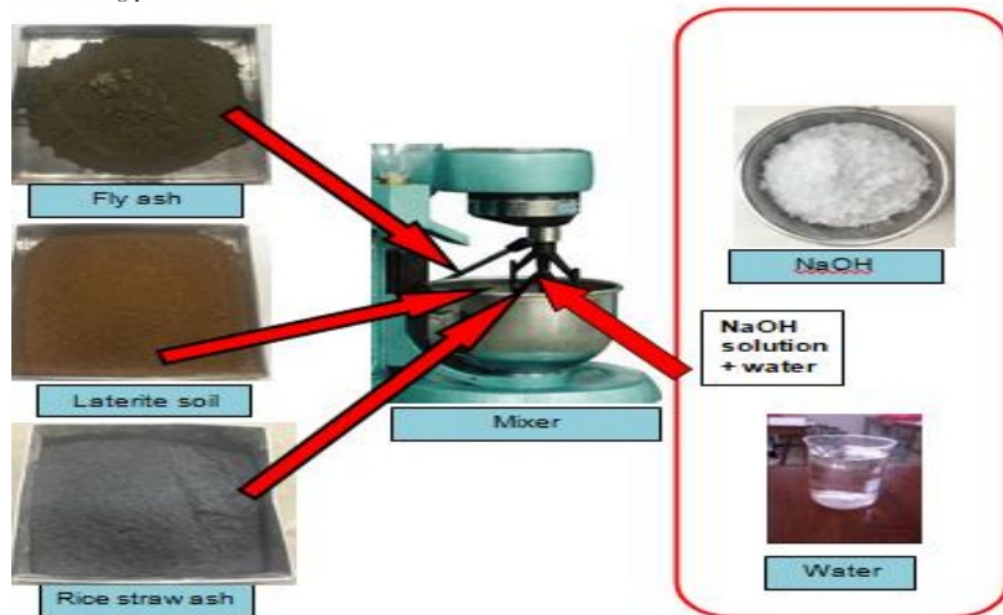 Fly ash
NaOH
NaOH
solution
+ water
Laterite soil
Mixer
Water
Rice straw ash